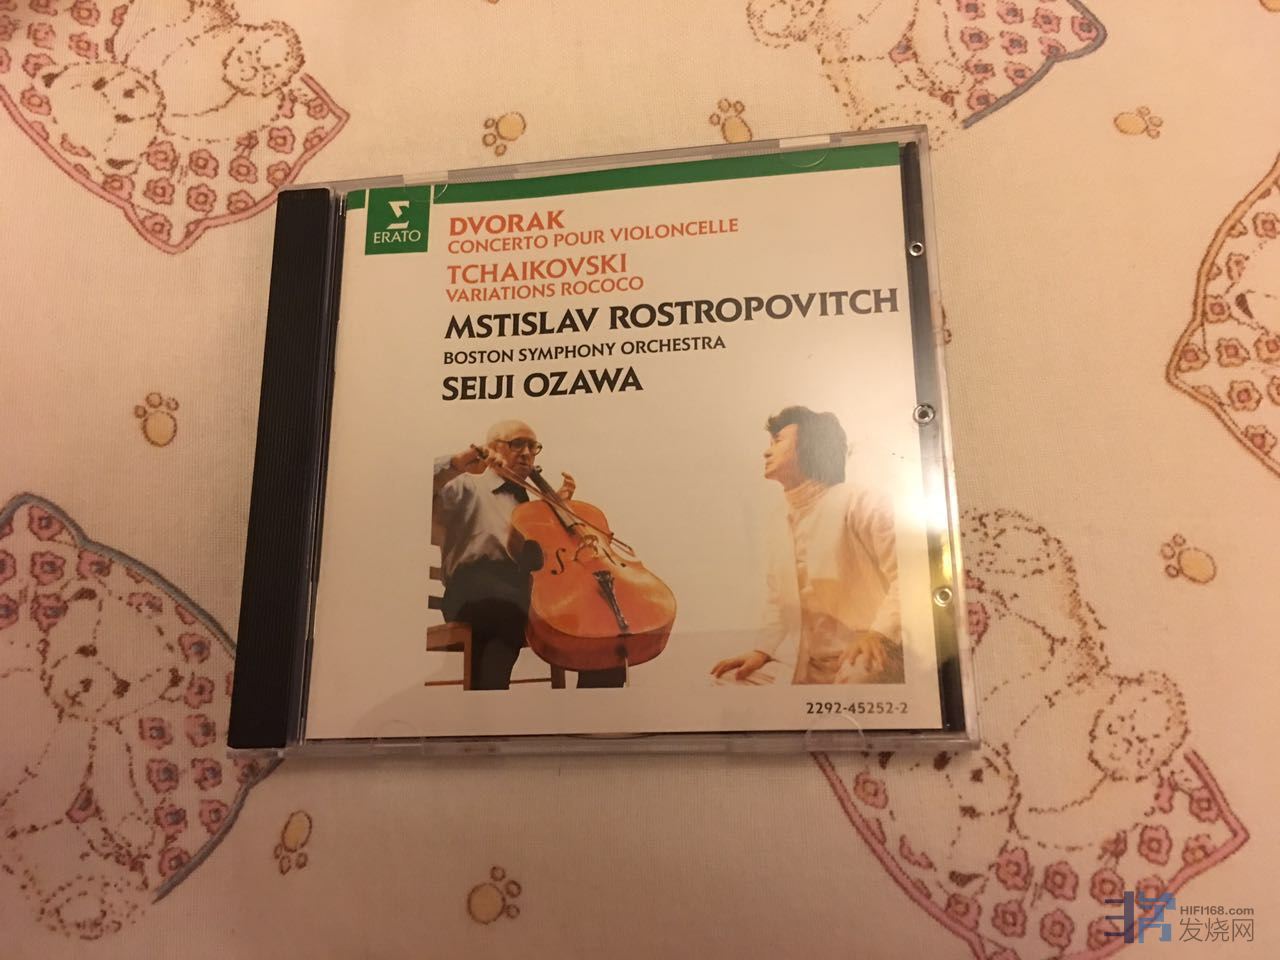 ERATO
DVORAK
CONCERTO POUR VIOLONCELLE
TCHAIKOVSKI
VARIATIONS ROCOCO
MSTISLAV ROSTROPOVITCH
BOSTON SYMPHONY ORCHESTRA
SEIJI OZAWA
2292-45252-2
HIFI168.com
发烧网